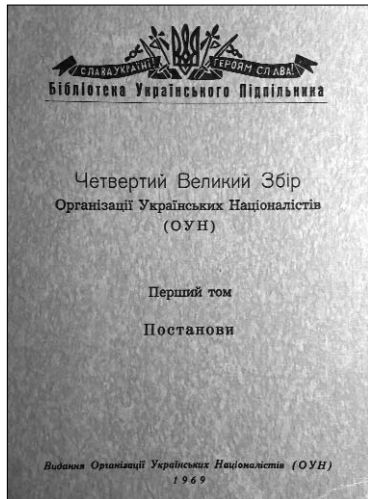 СЛАВА УКРАЇНІ! ГЕРОЯМ СЛАВА!
Бібліотека Українського Підпільника
Четвертий Великий Збір
Організації Українських Націоналістів
(ОУН)
Перший том
Постанови
Видання Організації Українських Націоналістів (ОУН)
1969